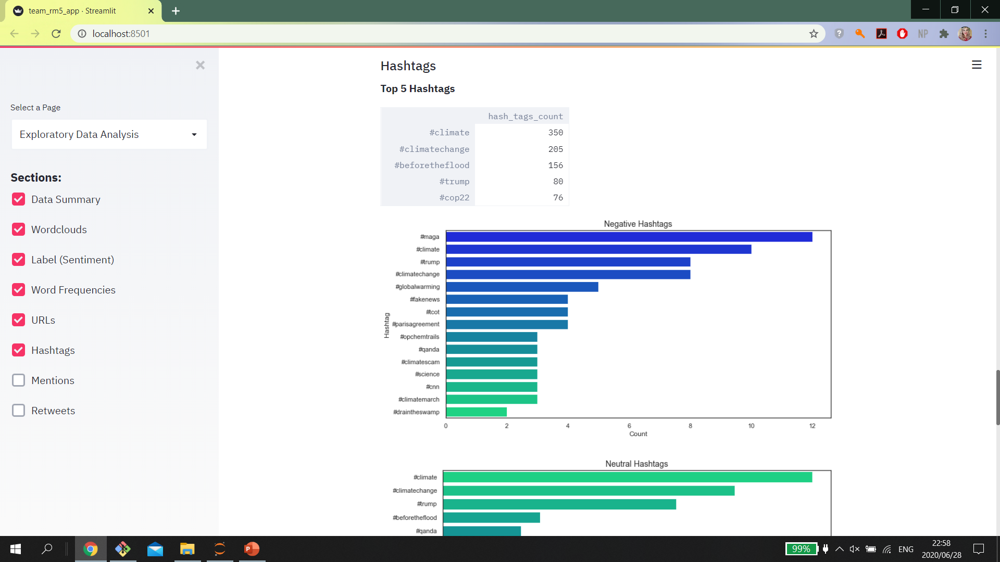 team_rm5_app · Streamlit
localhost:8501
NP
Select a Page
Exploratory Data Analysis
Sections:
Data Summary
Wordclouds
Label (Sentiment)
Word Frequencies
URLs
Hashtags
Mentions
Retweets
Hashtags
Top 5 Hashtags
hash_tags_count
#climate 350
#climatechange 205
#beforetheflood 156
#trump 80
#cop22 76
Negative Hashtags
Hashtag
#maga
#climate
#trump
#climatechange
#globalwarming
#fakenews
#tcot
#parisagreement
#opchemtrails
#qanda
#climatescam
#science
#cnn
#climatemarch
#draintheswamp
0 2 4 6 8 10 12
Count
Neutral Hashtags
#climate
#climatechange
#trump
#beforetheflood
#qanda
99%
ENG
22:58
2020/06/28